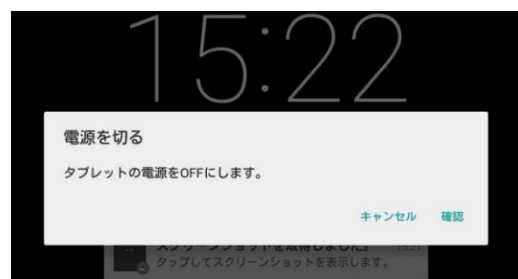 15:22
電源を切る
タブレットの電源をOFFにします。
キャンセル 確認
スクリーンショットを取得しました。 15:21
タップしてスクリーンショットを表示します。